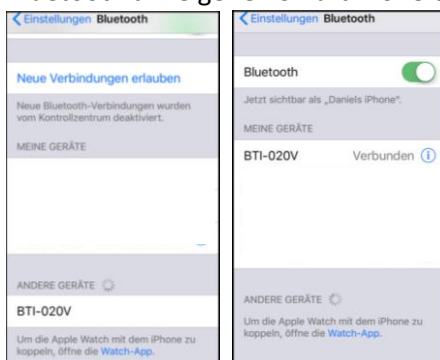 Einstellungen Bluetooth
Neue Verbindungen erlauben
Neue Bluetooth-Verbindungen wurden
vom Kontrollzentrum deaktiviert.
MEINE GERÄTE
ANDERE GERÄTE
BTI-020V
Um die Apple Watch mit dem iPhone zu
koppeln, öffne die Watch-App.
Einstellungen Bluetooth
Bluetooth
Jetzt sichtbar als „Daniels iPhone“.
MEINE GERÄTE
BTI-020V Verbunden
ANDERE GERÄTE
Um die Apple Watch mit dem iPhone zu
koppeln, öffne die Watch-App.